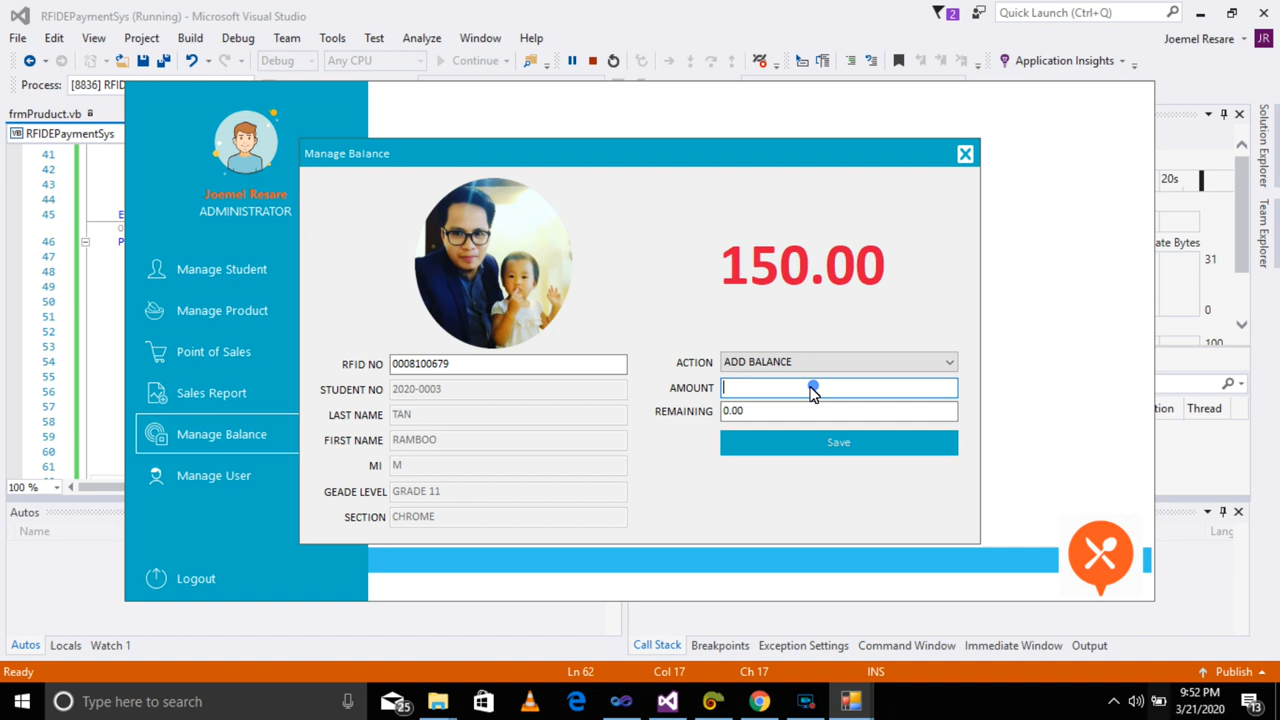 RFIDEPaymentSys (Running) - Microsoft Visual Studio
2
Quick Launch (Ctrl+Q)
File Edit View Project Build Debug Team Tools Test Analyze Window Help
Joemel Resare JR
Debug Any CPU Continue Application Insights
Process: [8836] RFID
frmPruduct.vb
RFIDEPaymentSys
41
42
43
44
45 E
46 P
47
48
49
50
51
52
53
54
55
56
57
58
59
60
61
100 %
Joemel Resare
ADMINISTRATOR
Manage Student
Manage Product
Point of Sales
Sales Report
Manage Balance
Manage User
Logout
Manage Balance
150.00
RFID NO 0008100679
STUDENT NO 2020-0003
LAST NAME TAN
FIRST NAME RAMBOO
MI M
GEADE LEVEL GRADE 11
SECTION CHROME
ACTION ADD BALANCE
AMOUNT
REMAINING 0.00
Save
20s
ate Bytes
31
0
100
Solution Explorer
Team Explorer
tion Thread
Autos
Name
Lang
Autos Locals Watch 1
Call Stack Breakpoints Exception Settings Command Window Immediate Window Output
Ready Ln 62 Col 17 Ch 17 INS Publish
Type here to search
25
9:52 PM
3/21/2020
13